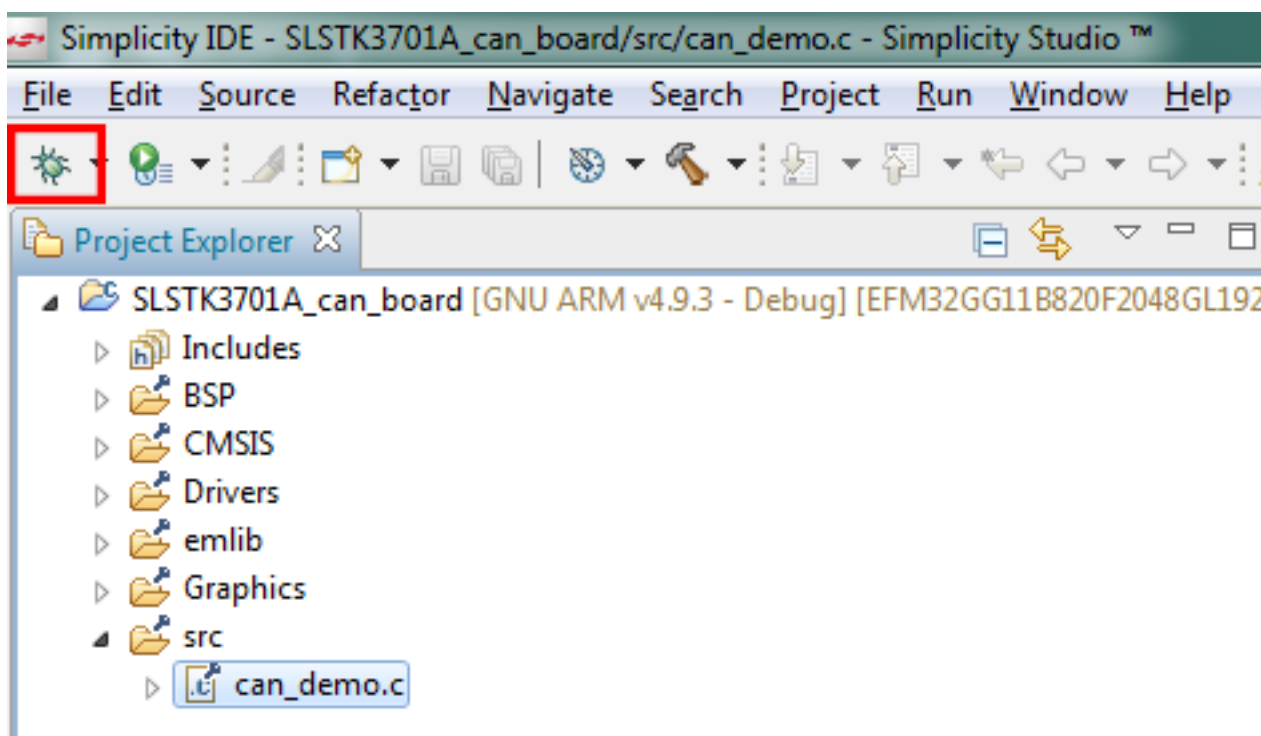 Simplicity IDE - SLSTK3701A_can_board/src/can_demo.c - Simplicity Studio ™
File Edit Source Refactor Navigate Search Project Run Window Help
Project Explorer
SLSTK3701A_can_board [GNU ARM v4.9.3 - Debug] [EFM32GG11B820F2048GL192
Includes
BSP
CMSIS
Drivers
emlib
Graphics
src
can_demo.c